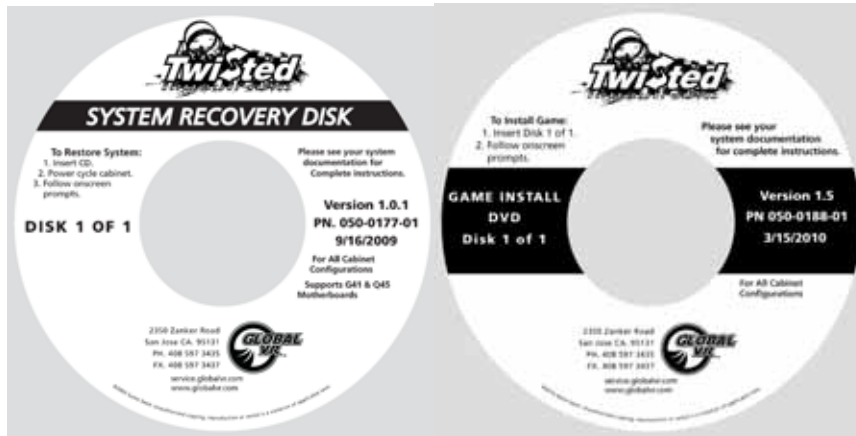 Twisted
SYSTEM RECOVERY DISK
To Restore System:
1. Insert CD.
2. Power cycle cabinet.
3. Follow onscreen
prompts.
DISK 1 OF 1
Please see your system
documentation for
Complete instructions.
Version 1.0.1
PN. 050-0177-01
9/16/2009
For All Cabinet
Configurations
Supports G41 & Q45
Motherboards
2350 Zanker Road
San Jose CA. 95131
PH. 408 597 3435
FX. 408 597 3437
GLOBAL
VR
service.globalvr.com
www.globalvr.com
Twisted
To Install Game:
1. Insert Disk 1 of 1.
2. Follow onscreen
prompts.
Please see your
system documentation
for complete instructions.
GAME INSTALL
DVD
Disk 1 of 1
Version 1.5
PN 050-0188-01
3/15/2010
For All Cabinet
Configurations
2350 Zanker Road
San Jose CA. 95131
PH. 408 597 3435
FX. 408 597 3437
GLOBAL
VR
service.globalvr.com
www.globalvr.com